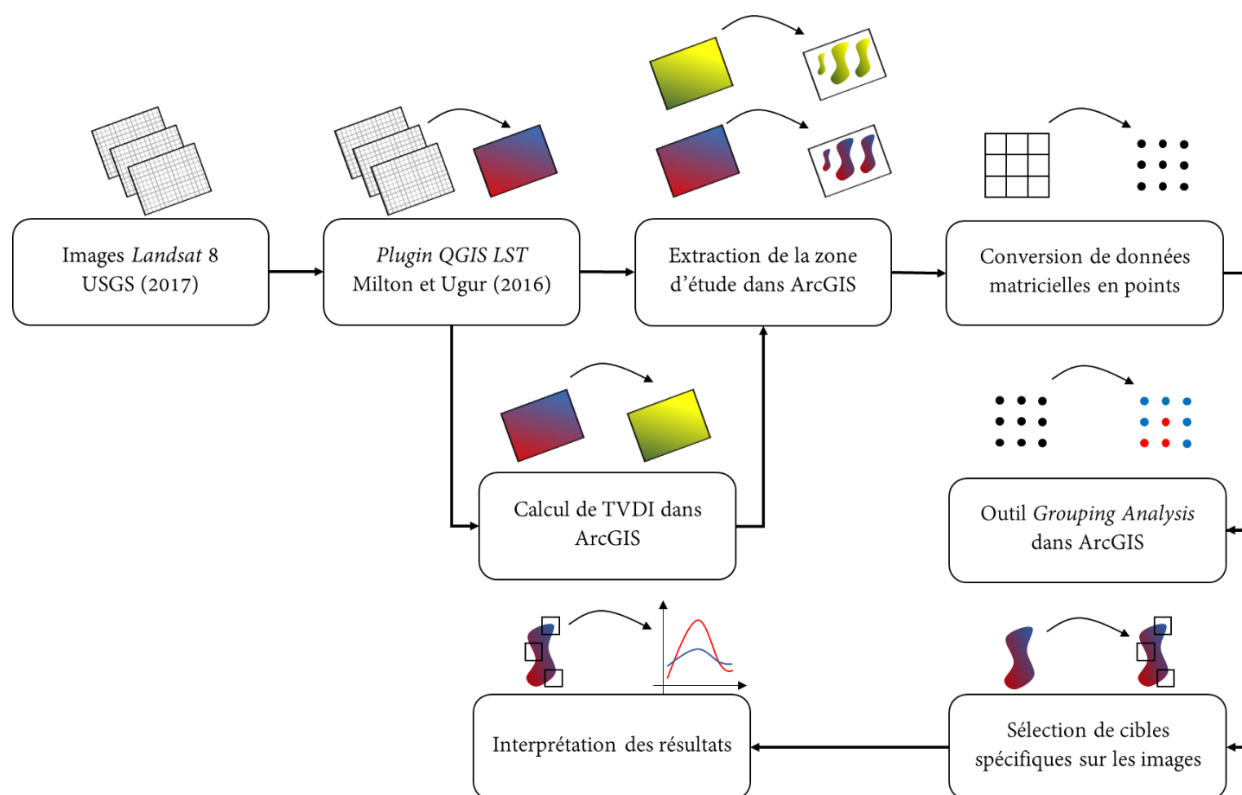 Images Landsat 8
USGS (2017)
Plugin QGIS LST
Milton et Ugur (2016)
Extraction de la zone
d'étude dans ArcGIS
Conversion de données
matricielles en points
Calcul de TVDI dans
ArcGIS
Outil Grouping Analysis
dans ArcGIS
Sélection de cibles
spécifiques sur les images
Interprétation des résultats